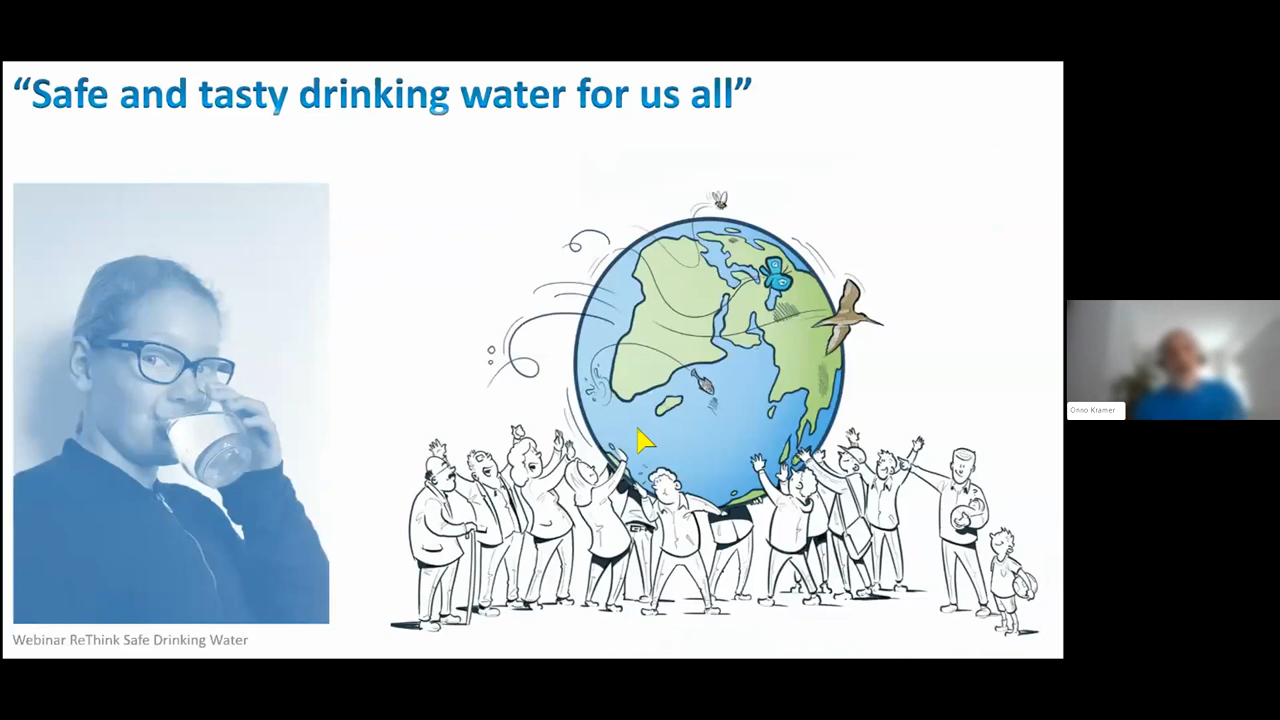 “Safe and tasty drinking water for us all”
Webinar ReThink Safe Drinking Water
Onno Kramer